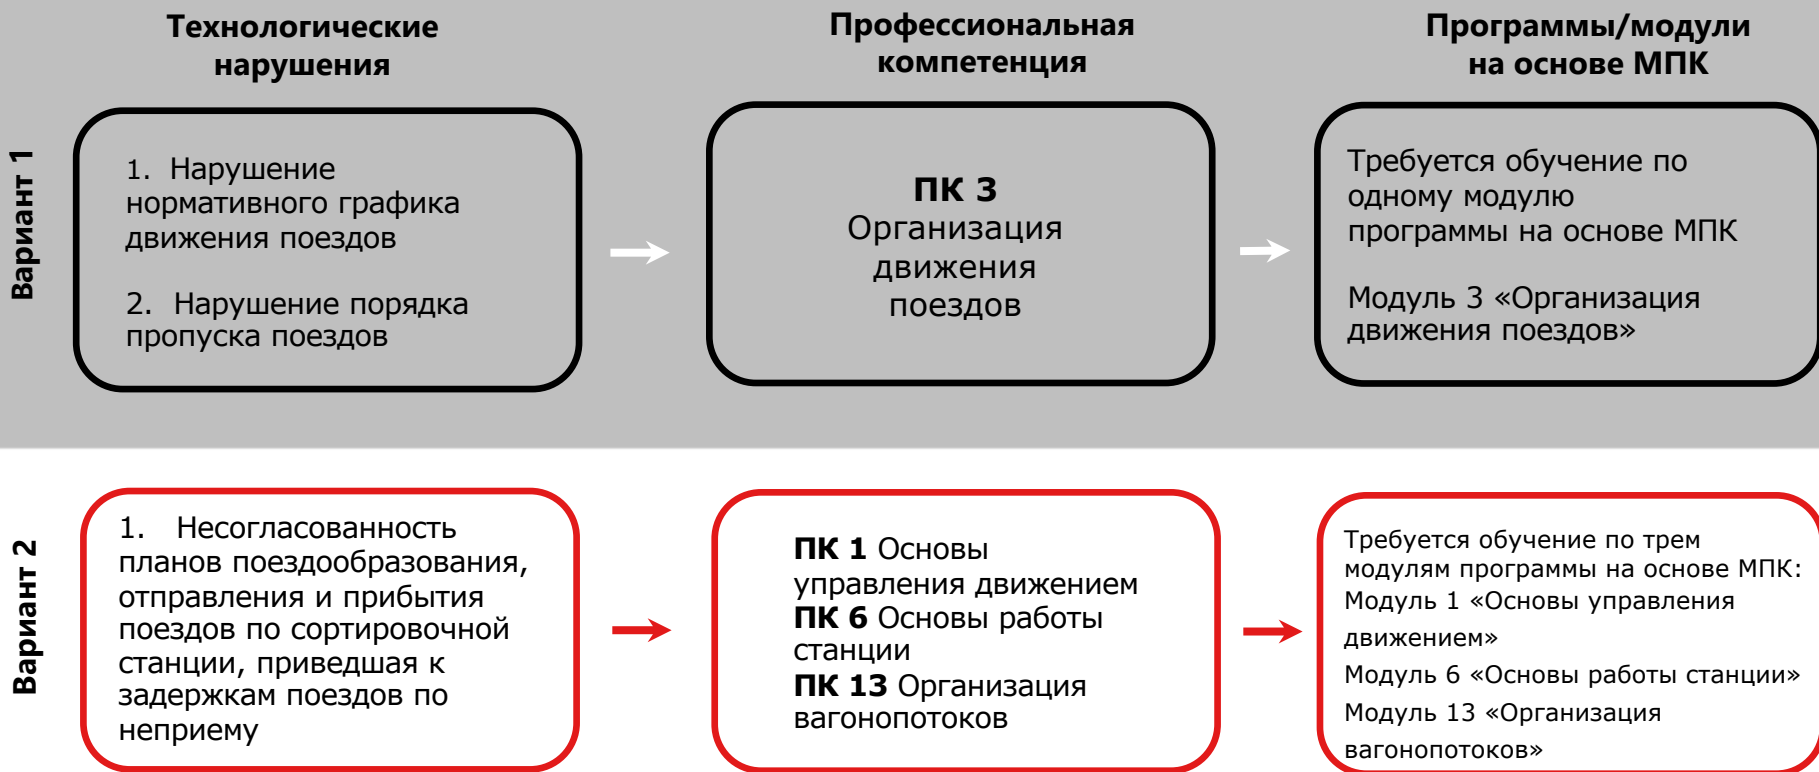 Технологические
нарушения
Профессиональная
компетенция
Программы/модули
на основе МПК
Вариант 1
1. Нарушение
нормативного графика
движения поездов
2. Нарушение порядка
пропуска поездов
ПК 3
Организация
движения
поездов
Требуется обучение по
одному модулю
программы на основе МПК
Модуль 3 «Организация
движения поездов»
Вариант 2
1. Несогласованность
планов поездообразования,
отправления и прибытия
поездов по сортировочной
станции, приведшая к
задержкам поездов по
неприему
ПК 1 Основы
управления движением
ПК 6 Основы работы
станции
ПК 13 Организация
вагонопотоков
Требуется обучение по трем
модулям программы на основе МПК:
Модуль 1 «Основы управления
движением»
Модуль 6 «Основы работы станции»
Модуль 13 «Организация
вагонопотоков»